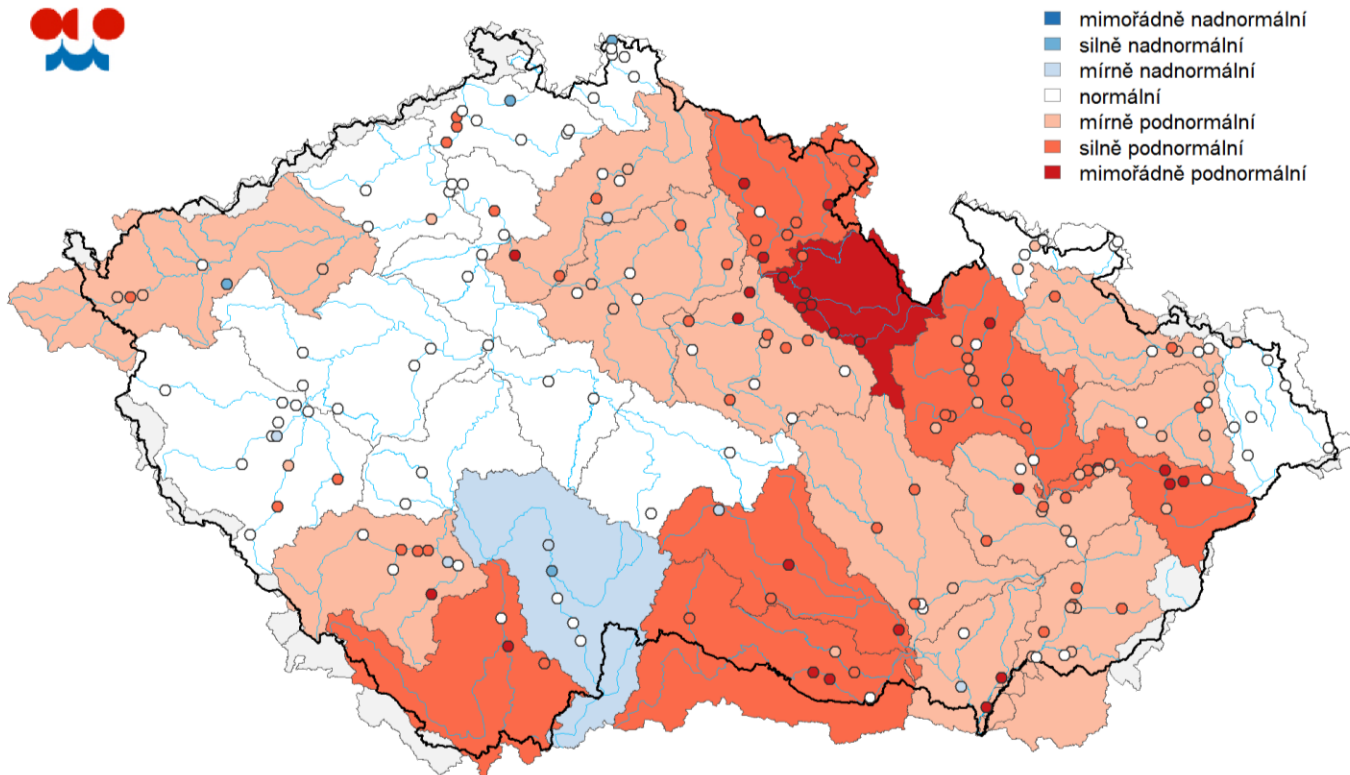 mimořádně nadnormální
silně nadnormální
mírně nadnormální
normální
mírně podnormální
silně podnormální
mimořádně podnormální